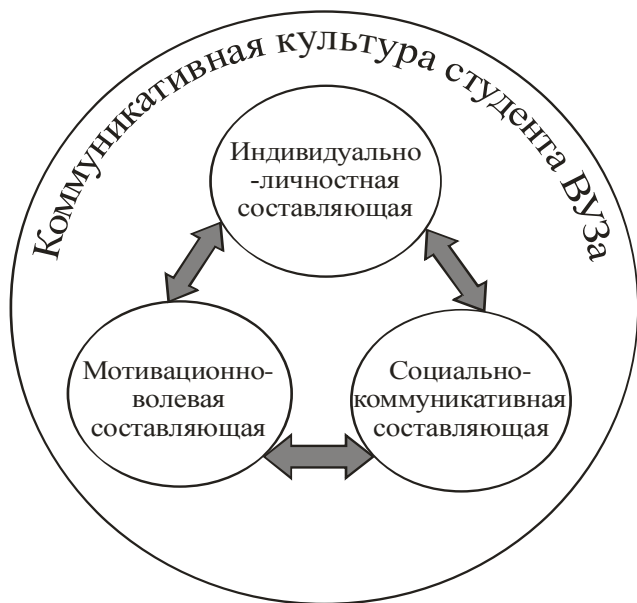 Коммуникативная культура студента ВУЗа
Индивидуально
-личностная
составляющая
Мотивационно-
волевая
составляющая
Социально-
коммуникативная
составляющая